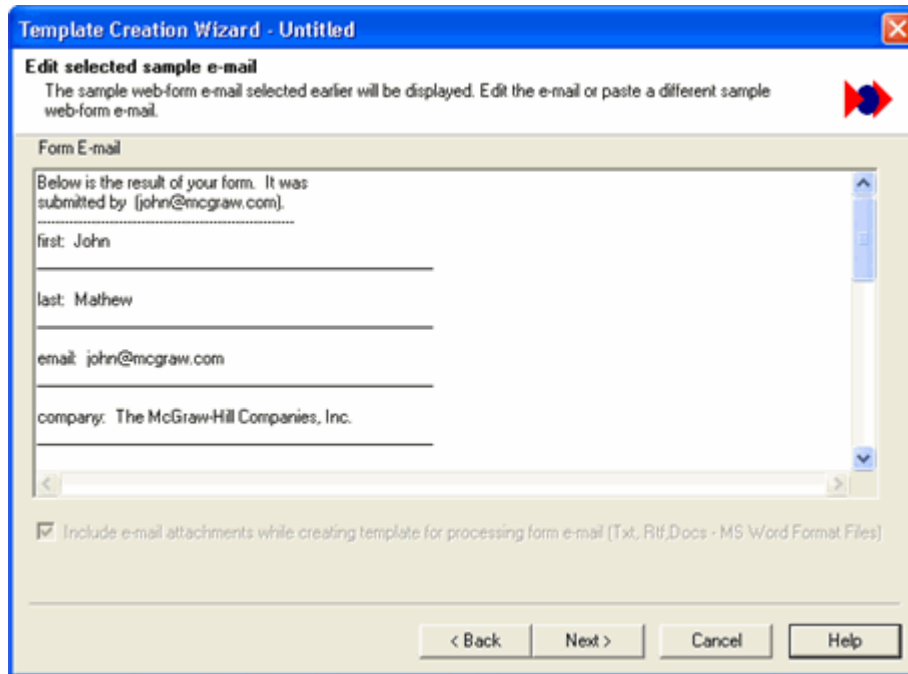 Template Creation Wizard - Untitled
Edit selected sample e-mail
The sample web-form e-mail selected earlier will be displayed. Edit the e-mail or paste a different sample
web-form e-mail.
Form E-mail
Below is the result of your form. It was
submitted by (john@mcgraw.com).
first: John
last: Mathew
email: john@mcgraw.com
company: The McGraw-Hill Companies, Inc.
Include e-mail attachments while creating template for processing form e-mail (Txt, Rtf,Docs - MS Word Format Files)
< Back Next > Cancel Help